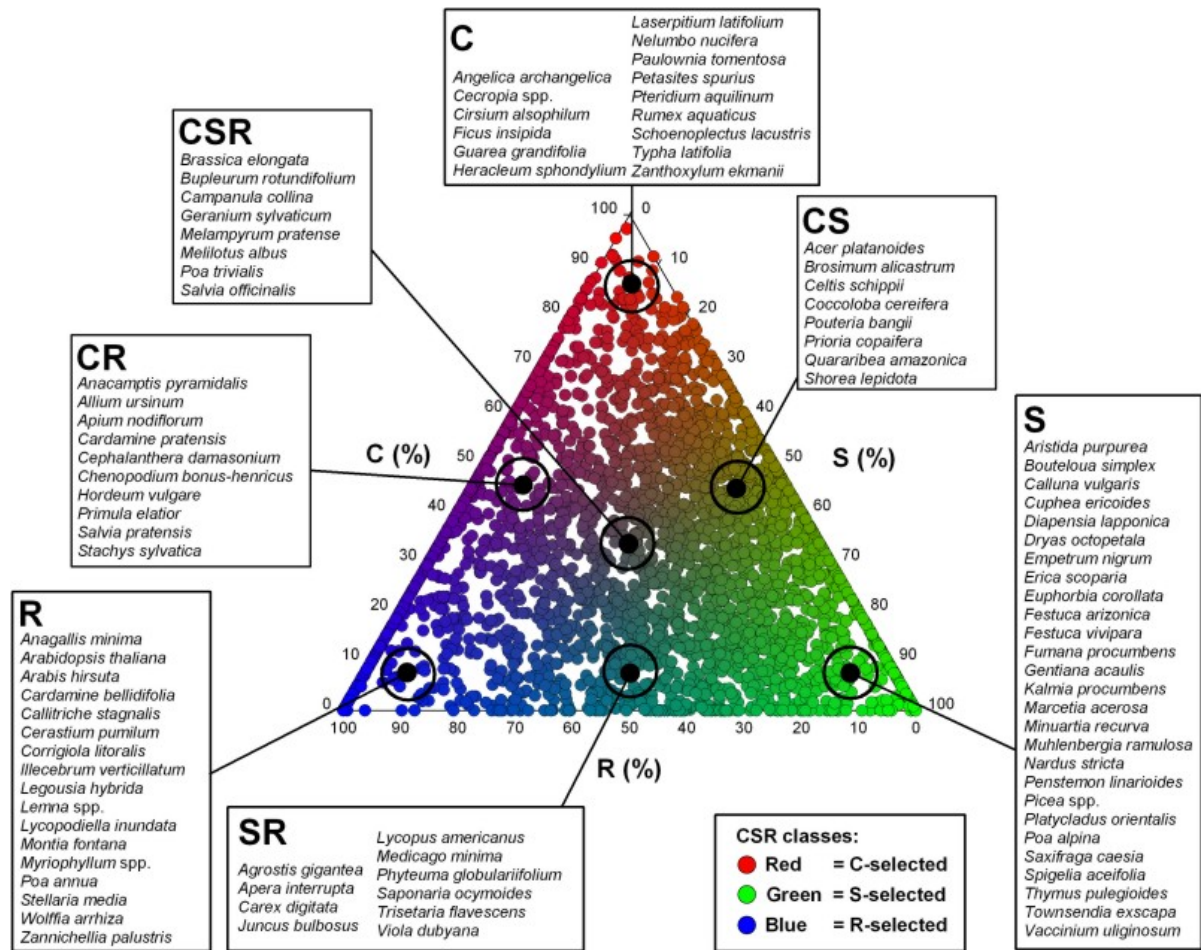 C
Angelica archangelica
Cecropia spp.
Cirsium alsophilum
Ficus insipida
Guarea grandifolia
Heracleum sphondylium
Laserpitium latifolium
Nelumbo nucifera
Paulownia tomentosa
Petasites spurius
Pteridium aquilinum
Rumex aquaticus
Schoenoplectus lacustris
Typha latifolia
Zanthoxylum ekmanii
CSR
Brassica elongata
Bupleurum rotundifolium
Campanula collina
Geranium sylvaticum
Melampyrum pratense
Melilotus albus
Poa trivialis
Salvia officinalis
CS
Acer platanoides
Brosimum alicastrum
Celtis schippii
Coccoloba cereifera
Pouteria bangii
Prioria copaifera
Quararibea amazonica
Shorea lepidota
CR
Anacamptis pyramidalis
Allium ursinum
Apium nodiflorum
Cardamine pratensis
Cephalanthera damasonium
Chenopodium bonus-henricus
Hordeum vulgare
Primula elatior
Salvia pratensis
Stachys sylvatica
S
Aristida purpurea
Bouteloua simplex
Calluna vulgaris
Cuphea ericoides
Diapensia lapponica
Dryas octopetala
Empetrum nigrum
Erica scoparia
Euphorbia corollata
Festuca arizonica
Festuca vivipara
Fumana procumbens
Gentiana acaulis
Kalmia procumbens
Marcetia acerosa
Minuartia recurva
Muhlenbergia ramulosa
Nardus stricta
Penstemon linarioides
Picea spp.
Platycladus orientalis
Poa alpina
Saxifraga caesia
Spigelia aceifolia
Thymus pulegioides
Townsendia exscapa
Vaccinium uliginosum
R
Anagallis minima
Arabidopsis thaliana
Arabis hirsuta
Cardamine bellidifolia
Callitriche stagnalis
Cerastium pumilum
Corrigiola litoralis
Illecebrum verticillatum
Legousia hybrida
Lemna spp.
Lycopodiella inundata
Montia fontana
Myriophyllum spp.
Poa annua
Stellaria media
Wolffia arrhiza
Zannichellia palustris
SR
Agrostis gigantea
Apera interrupta
Carex digitata
Juncus bulbosus
Lycopus americanus
Medicago minima
Phyteuma globulariifolium
Saponaria ocymoides
Trisetaria flavescens
Viola dubyana
C (%)
100
90
80
70
60
50
40
30
20
10
0
S (%)
0
10
20
30
40
50
60
70
80
90
100
100
90
80
70
60
50
40
30
20
10
0
R (%)
CSR classes:
Red = C-selected
Green = S-selected
Blue = R-selected